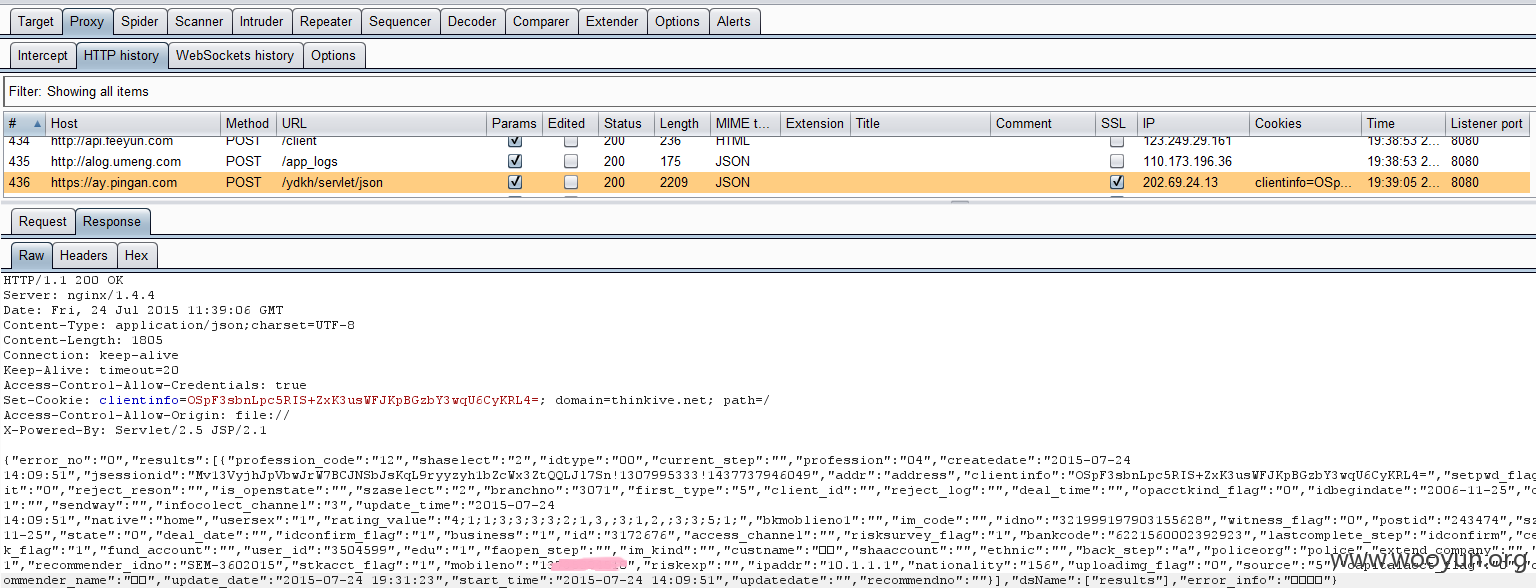 Target Proxy Spider Scanner Intruder Repeater Sequencer Decoder Comparer Extender Options Alerts
Intercept HTTP history WebSockets history Options
Filter: Showing all items
# Host Method URL Params Edited Status Length MIME t... Extension Title Comment SSL IP Cookies Time Listener port
434 http://api.feeyun.com POST /client 200 236 HTML 123.249.29.161 19:38:53 2... 8080
435 http://alog.umeng.com POST /app_logs 200 175 JSON 110.173.196.36 19:38:53 2... 8080
436 https://ay.pingan.com POST /ydkh/servlet/json 200 2209 JSON 202.69.24.13 clientinfo=OSp... 19:39:05 2... 8080
Request Response
Raw Headers Hex
HTTP/1.1 200 OK
Server: nginx/1.4.4
Date: Fri, 24 Jul 2015 11:39:06 GMT
Content-Type: application/json;charset=UTF-8
Content-Length: 1805
Connection: keep-alive
Keep-Alive: timeout=20
Access-Control-Allow-Credentials: true
Set-Cookie: clientinfo=OSpF3sbnLpc5RIS+ZxK3usWFJKpBGzbY3wqU6CyKRL4=; domain=thinkive.net; path=/
Access-Control-Allow-Origin: file://
X-Powered-By: Servlet/2.5 JSP/2.1
www.wooyun.org
{"error_no":"0","results":[{"profession_code":"12","shaselect":"2","idtype":"00","current_step":"","profession":"04","createdate":"2015-07-24
14:09:51","jsessionid":"Mv13VyjhJpVbwJrW7BCJNSbJsKqL9ryyzyh1bZcWx3ZtQQLJl7Sn!1307995333!1437737946049","addr":"address","clientinfo":"OSpF3sbnLpc5RIS+ZxK3usWFJKpBGzbY3wqU6CyKRL4=","setpwd_flag
it":"0","reject_reson":"","is_openstate":"","szaselect":"2","branchno":"3071","first_type":"5","client_id":"","reject_log":"","deal_time":"","opacctkind_flag":"0","idbegindate":"2006-11-25",
1":"","sendway":"","infocolect_channel":"3","update_time":"2015-07-24
14:09:51","native":"home","usersex":"1","rating_value":"4;1;1;3;3;3;3;2;1,3,;3;1,2,;3;3;5;1;","bkmoblieno1":"","im_code":"","idno":"321999197903155628","witness_flag":"0","postid":"243474",
11-25","state":"0","deal_date":"","idconfirm_flag":"1","business":"1","id":"3172676","access_channel":"","risksurvey_flag":"1","bankcode":"6221560002392923","lastcomplete_step":"idconfirm",
k_flag":"1","fund_account":"","user_id":"3504599","edu":"1","faopen_step":"","im_kind":"","custname":"□□","shaaccount":"","ethnic":"","back_step":"a","policeorg":"police","extend_company":"",
1,"recommender_idno":"SEM-3602015","stkacct_flag":"1","mobileno":"","riskexp":"","ipaddr":"10.1.1.1","nationality":"156","uploadimg_flag":"0","source":"5",
mmender_name":"□□","update_date":"2015-07-24 19:31:23","start_time":"2015-07-24 14:09:51","updatetype":"","recommendno":""}],"dsName":["results"],"error_info":"□□□□"}